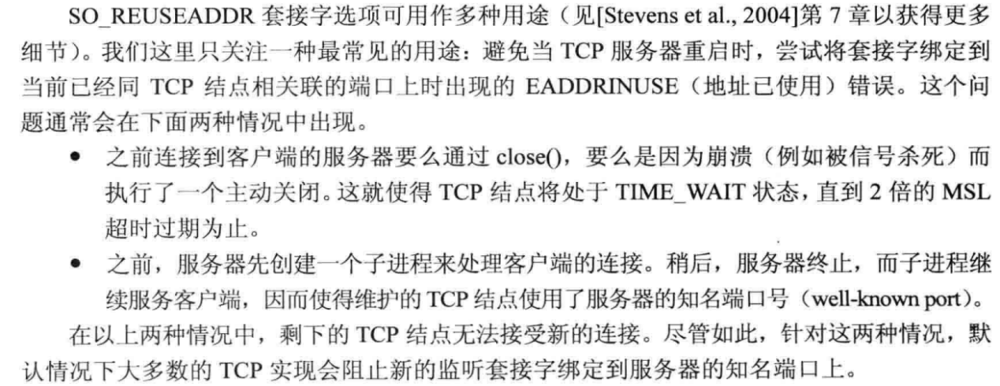 SO_REUSEADDR 套接字选项可用作多种用途（见[Stevens et al., 2004]第 7 章以获得更多
细节）。我们这里只关注一种最常见的用途：避免当 TCP 服务器重启时，尝试将套接字绑定到
当前已经同 TCP 结点相关联的端口上时出现的 EADDRINUSE（地址已使用）错误。这个问
题通常会在下面两种情况中出现。
● 之前连接到客户端的服务器要么通过 close()，要么是因为崩溃（例如被信号杀死）而
执行了一个主动关闭。这就使得 TCP 结点将处于 TIME_WAIT 状态，直到 2 倍的 MSL
超时过期为止。
● 之前，服务器先创建一个子进程来处理客户端的连接。稍后，服务器终止，而子进程继
续服务客户端，因而使得维护的 TCP 结点使用了服务器的知名端口号（well-known port）。
在以上两种情况中，剩下的 TCP 结点无法接受新的连接。尽管如此，针对这两种情况，默
认情况下大多数的 TCP 实现会阻止新的监听套接字绑定到服务器的知名端口上。